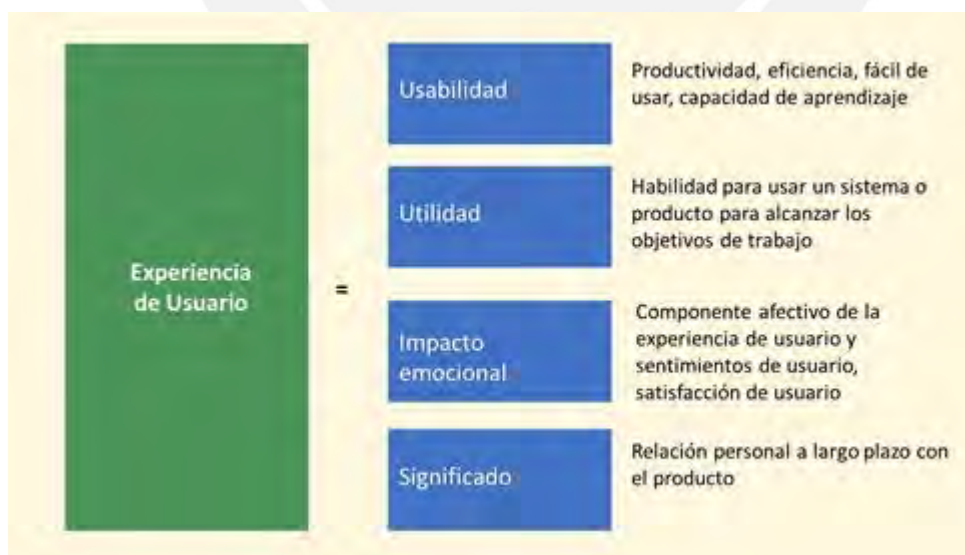 Experiencia
de Usuario
=
Usabilidad
Productividad, eficiencia, fácil de
usar, capacidad de aprendizaje
Utilidad
Habilidad para usar un sistema o
producto para alcanzar los
objetivos de trabajo
Impacto
emocional
Componente afectivo de la
experiencia de usuario y
sentimientos de usuario,
satisfacción de usuario
Significado
Relación personal a largo plazo con
el producto